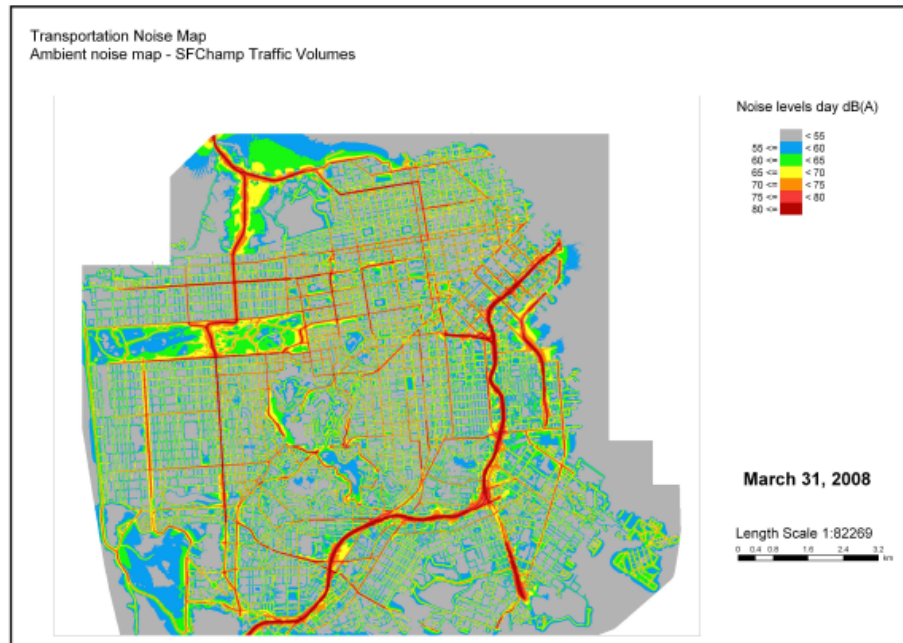 Transportation Noise Map
Ambient noise map - SFChamp Traffic Volumes
Noise levels day dB(A)
< 55
55 <= < 60
60 <= < 65
65 <= < 70
70 <= < 75
75 <= < 80
80 <=
March 31, 2008
Length Scale 1:82269
0 0.4 0.8 1.6 2.4 3.2
km